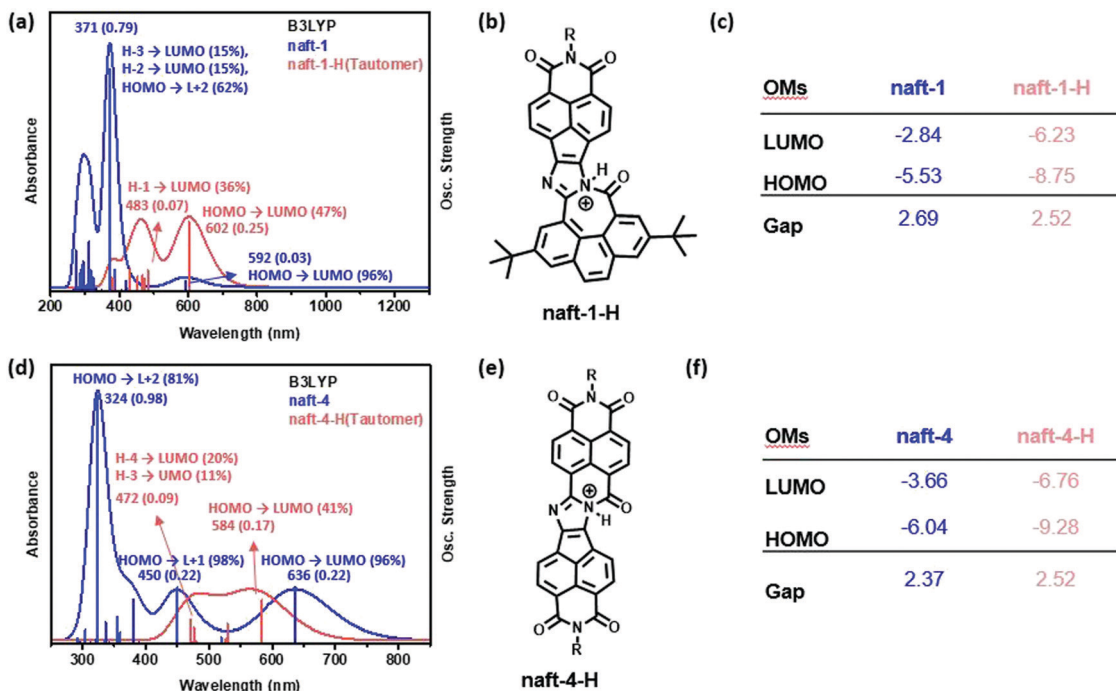 (a)
371 (0.79)
H-3 → LUMO (15%),
H-2 → LUMO (15%),
HOMO → L+2 (62%)
B3LYP
naft-1
naft-1-H(Tautomer)
H-1 → LUMO (36%)
483 (0.07)
HOMO → LUMO (47%)
602 (0.25)
592 (0.03)
HOMO → LUMO (96%)
Absorbance
Osc. Strength
200 400 600 800 1000 1200
Wavelength (nm)
(b)
R
O N O
H
N N O
+
naft-1-H
(c)
OMs naft-1 naft-1-H
LUMO -2.84 -6.23
HOMO -5.53 -8.75
Gap 2.69 2.52
(d)
HOMO → L+2 (81%)
324 (0.98)
B3LYP
naft-4
naft-4-H(Tautomer)
H-4 → LUMO (20%)
H-3 → UMO (11%)
472 (0.09)
HOMO → LUMO (41%)
584 (0.17)
HOMO → L+1 (98%)
450 (0.22)
HOMO → LUMO (96%)
636 (0.22)
Absorbance
Osc. Strength
300 400 500 600 700 800
Wavelength (nm)
(e)
R
O N O
+
O
N N H
O N O
R
naft-4-H
(f)
OMs naft-4 naft-4-H
LUMO -3.66 -6.76
HOMO -6.04 -9.28
Gap 2.37 2.52